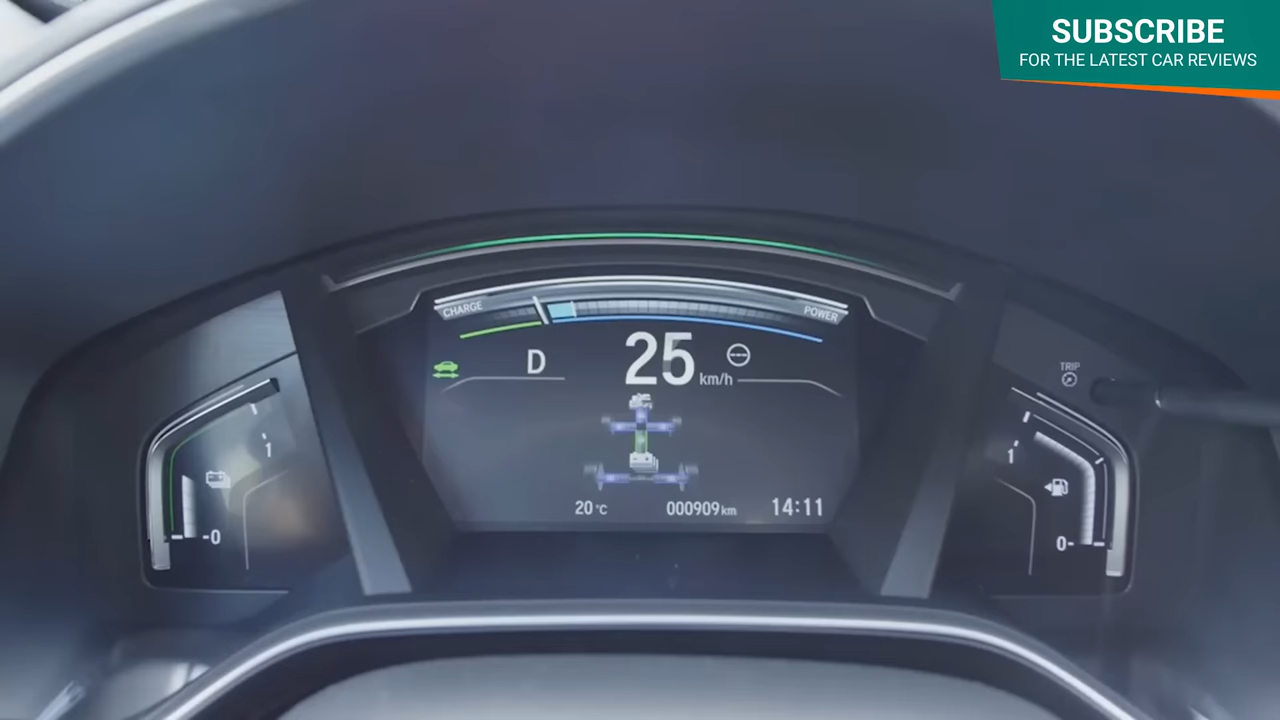 SUBSCRIBE
FOR THE LATEST CAR REVIEWS
CHARGE
POWER
D
25
km/h
TRIP
1
1
-0
0-
20°C
000909km
14:11